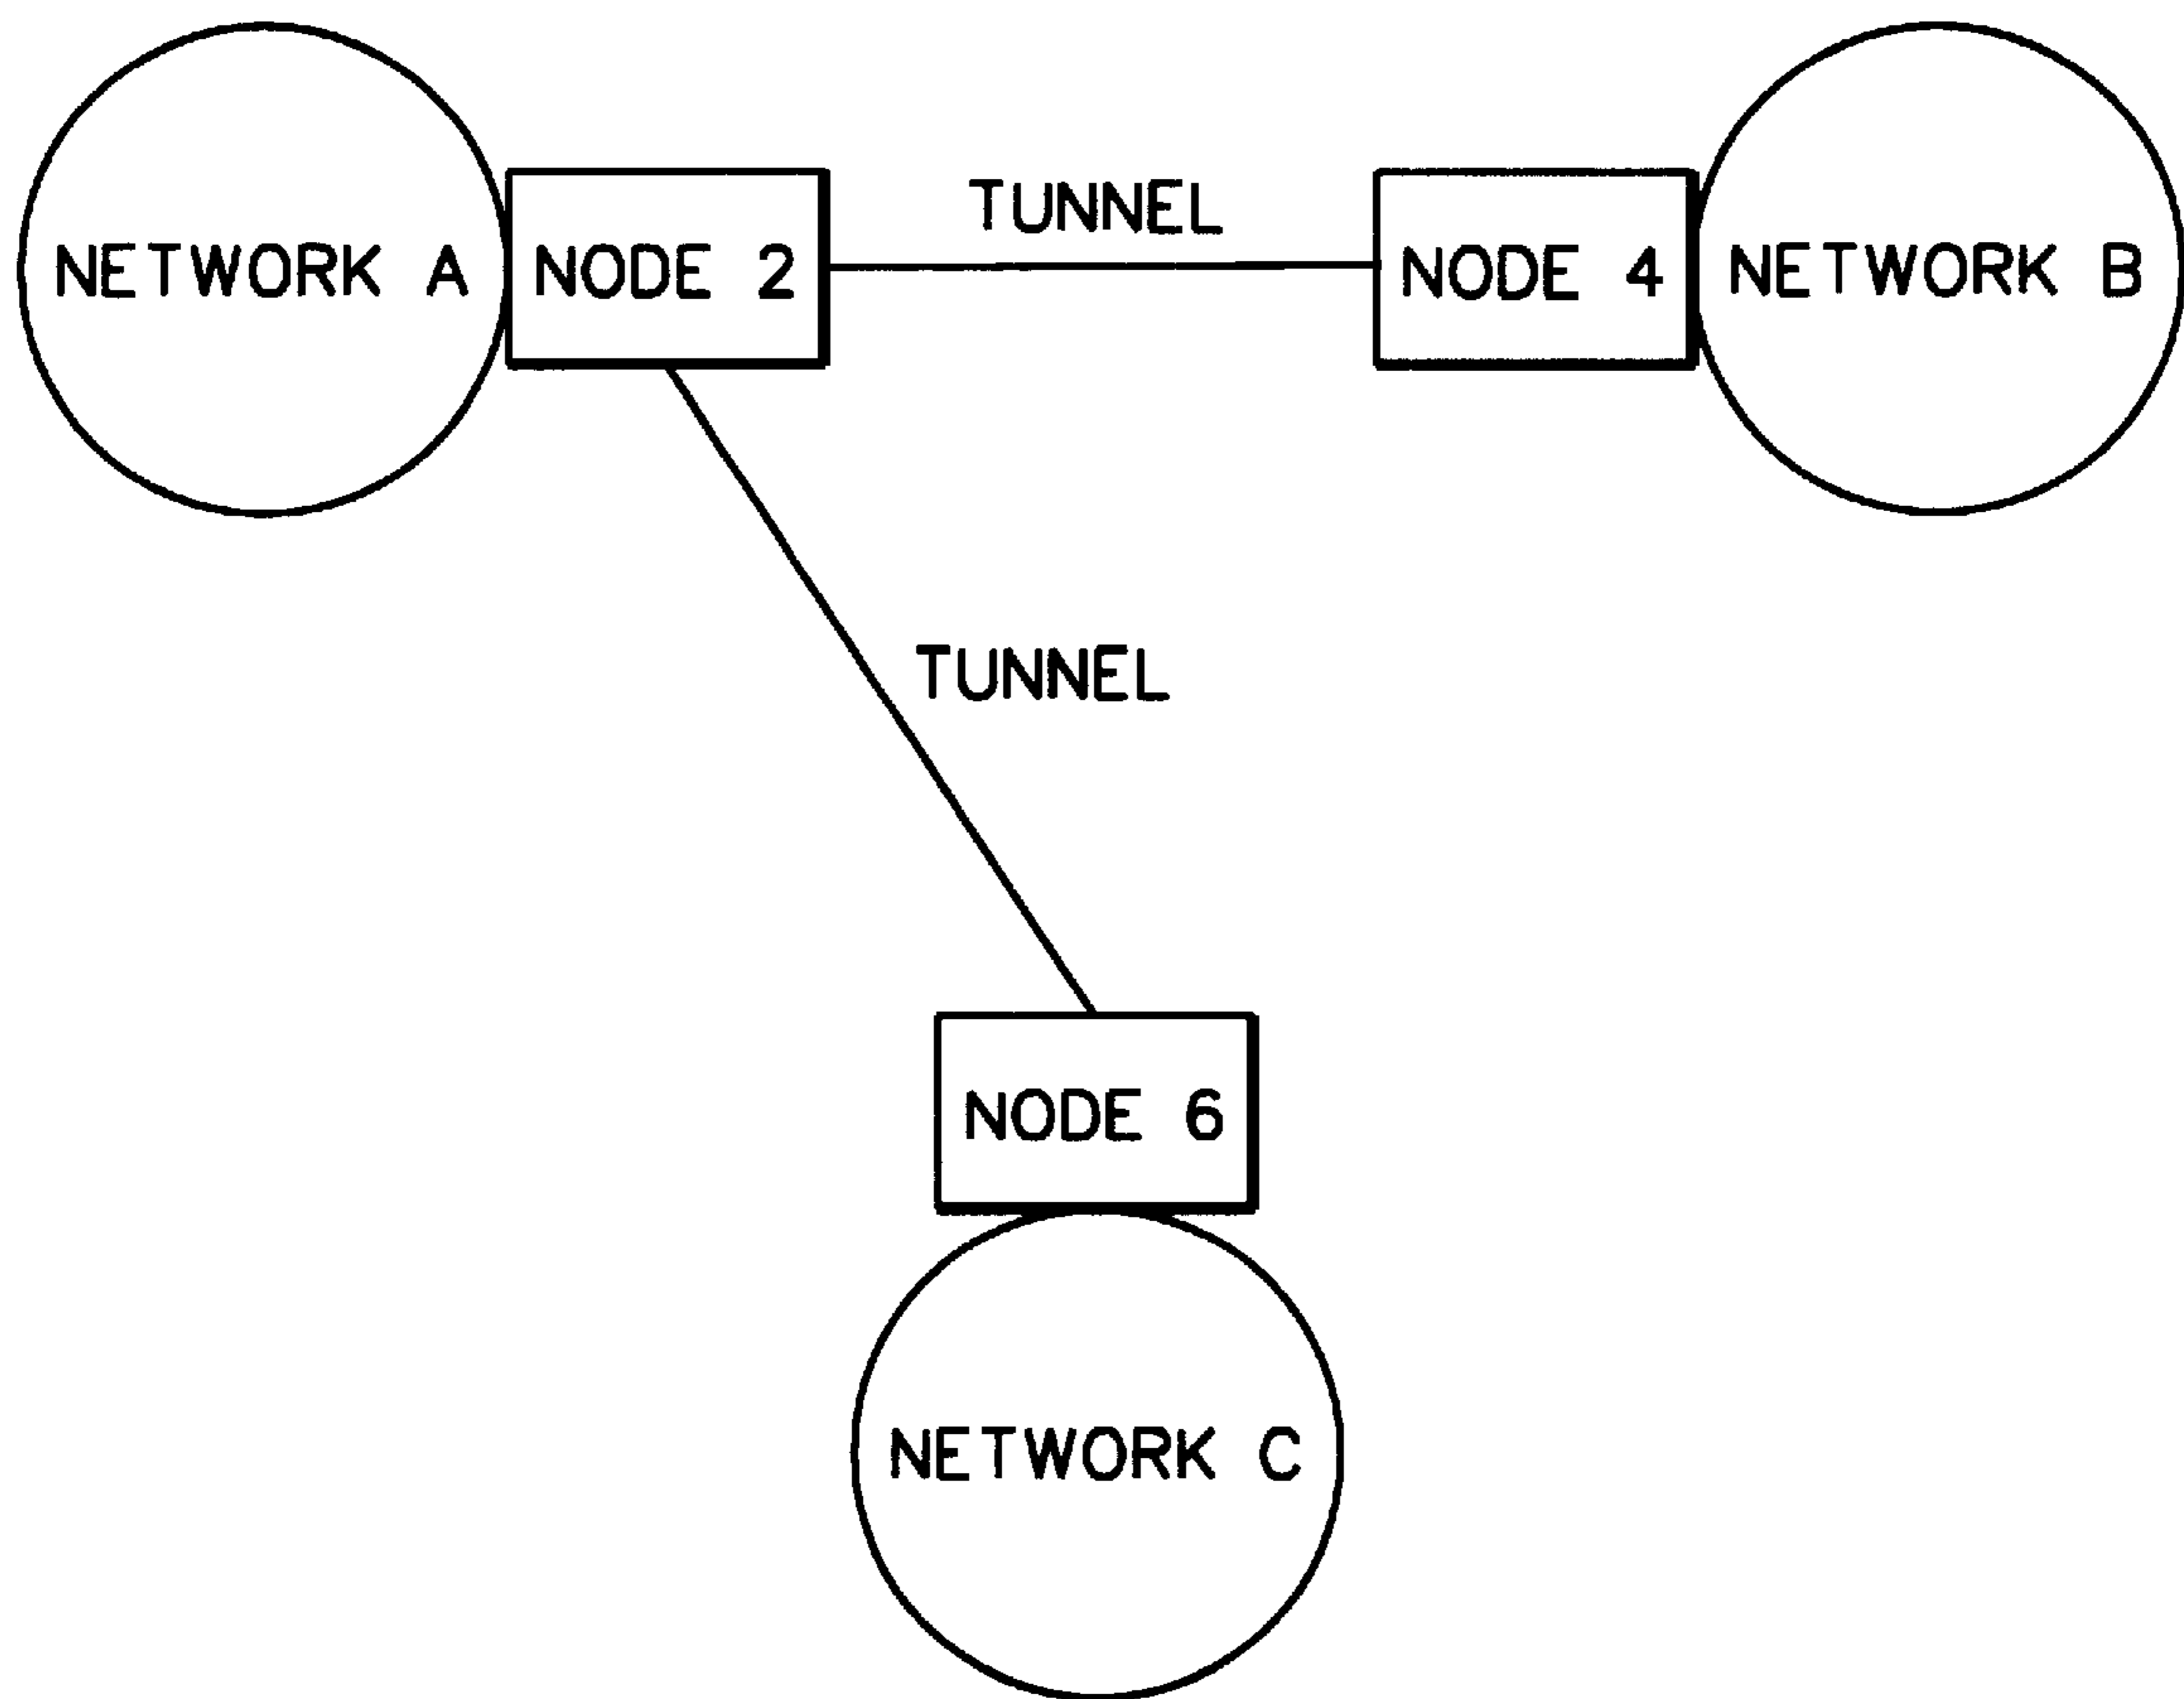 TUNNEL
NETWORK A NODE 2 NODE 4 NETWORK B
TUNNEL
NODE 6
NETWORK C